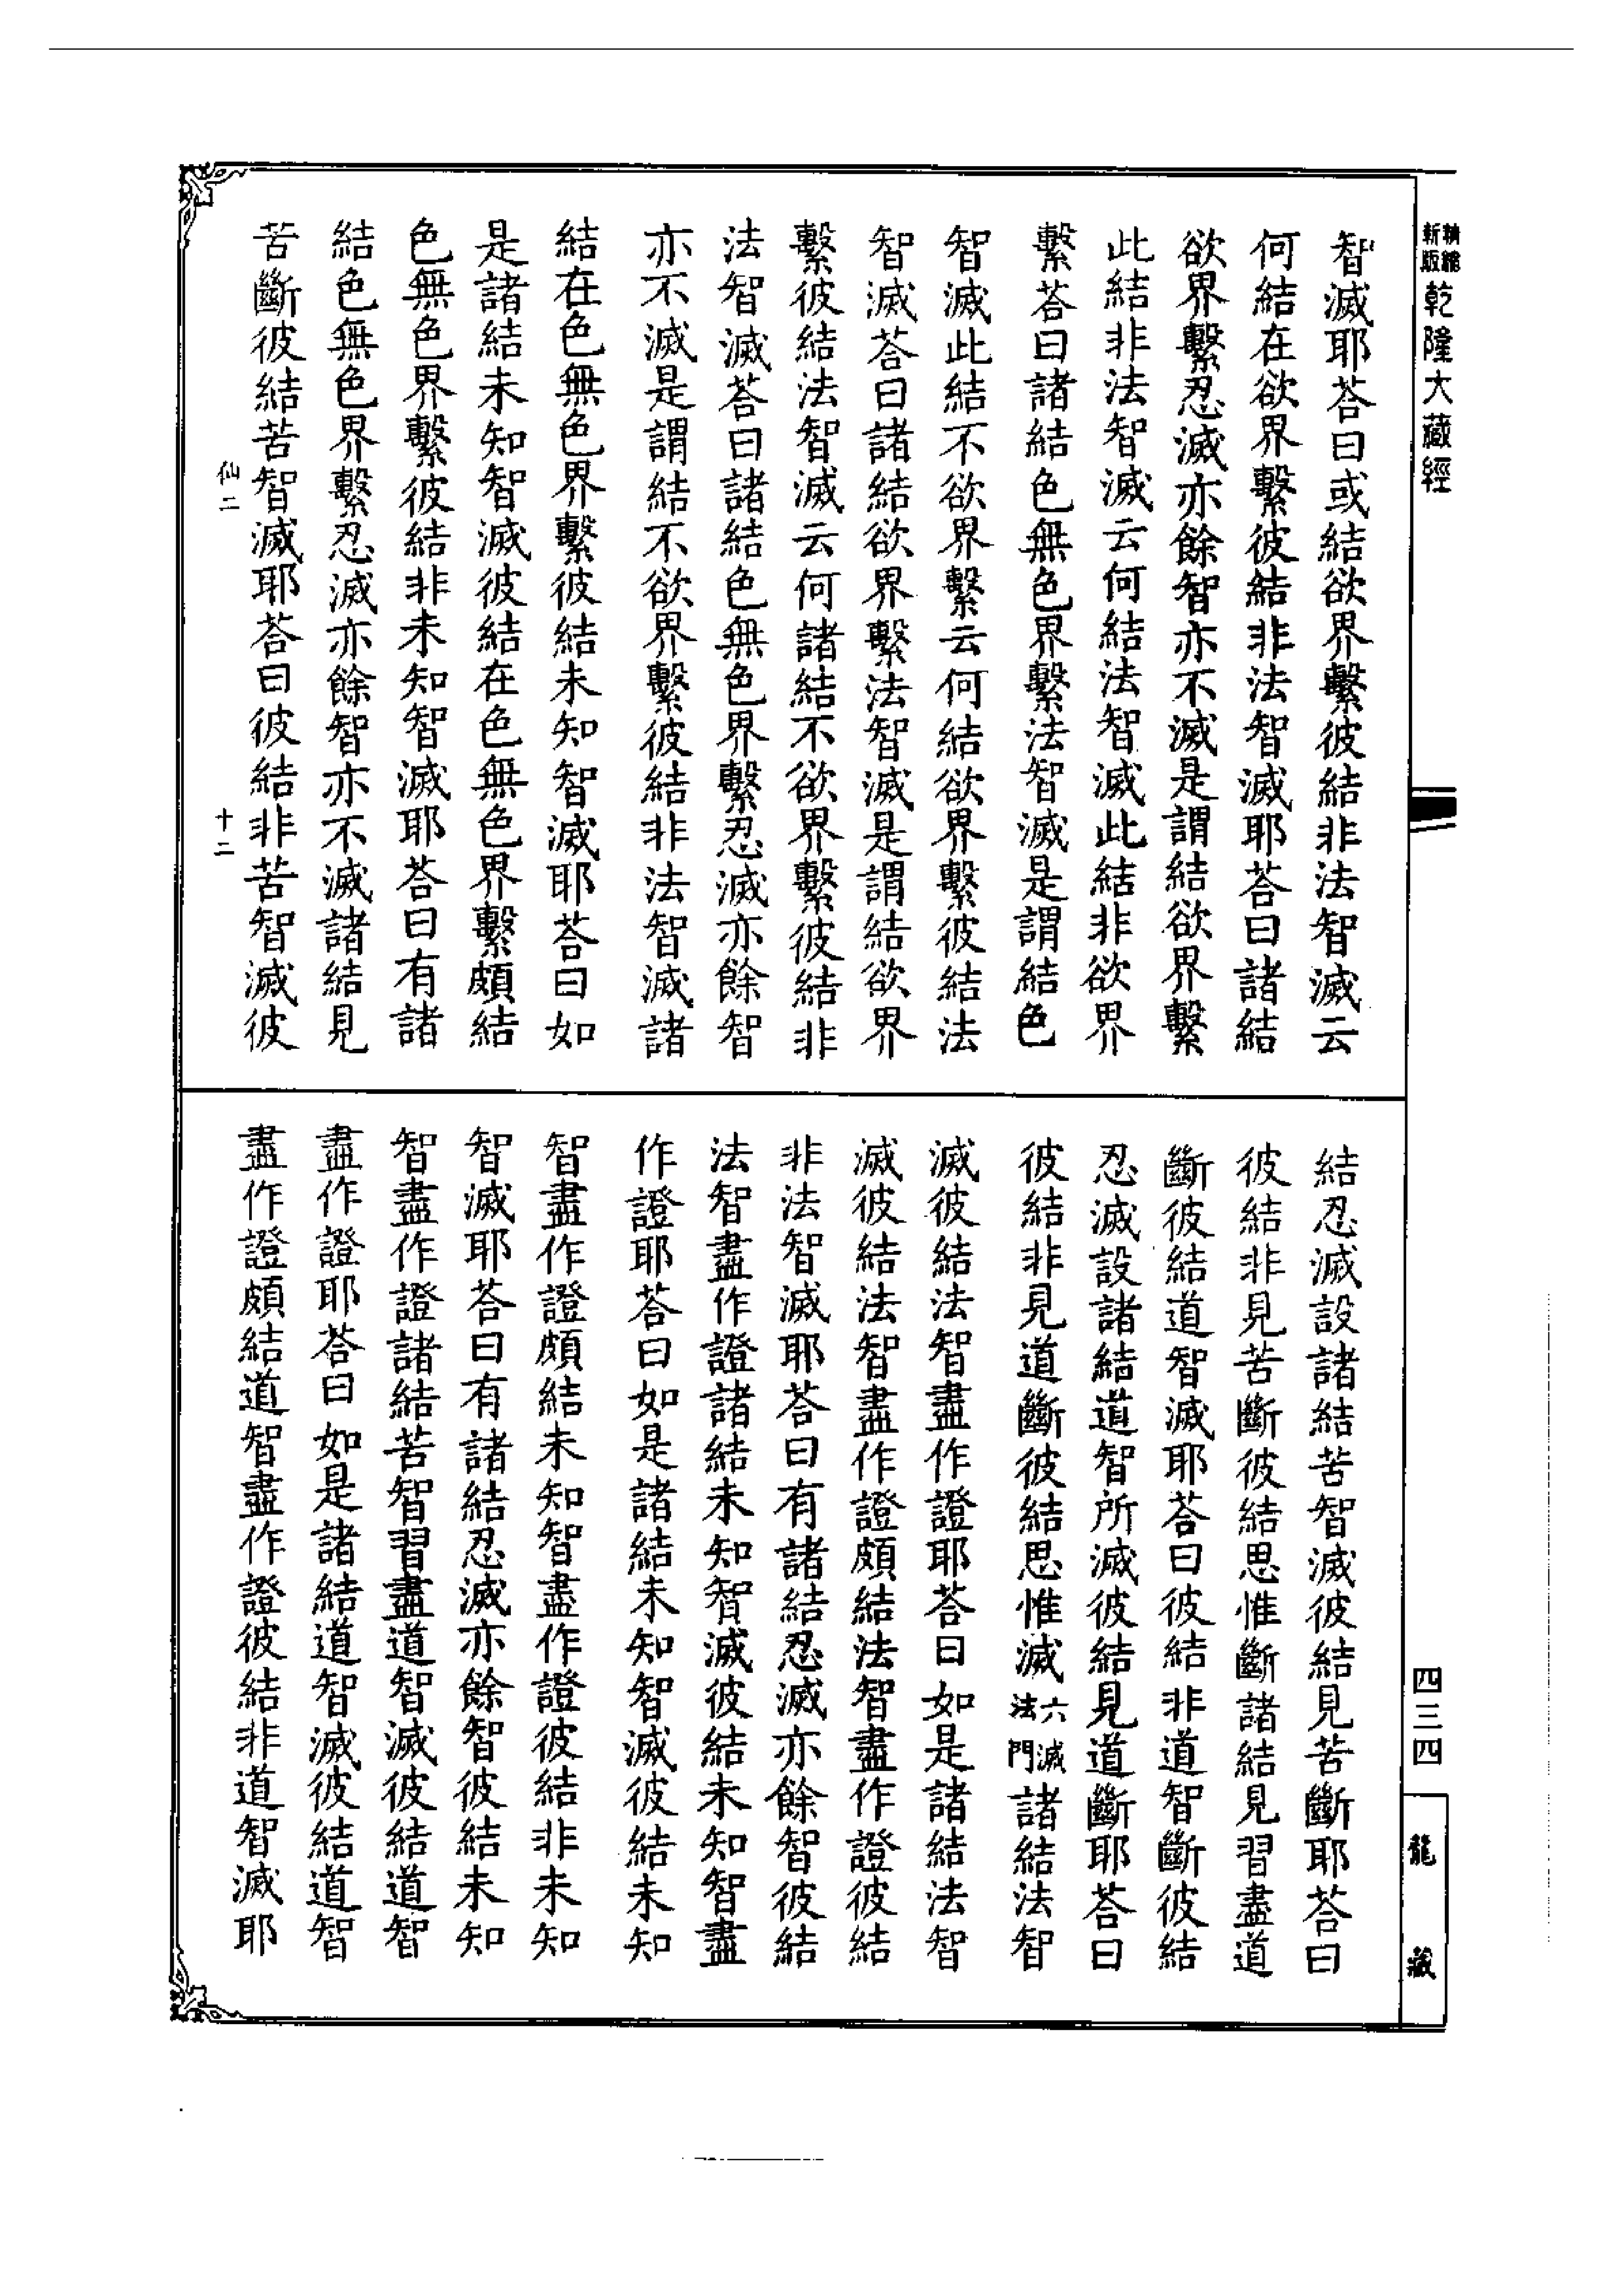 精縮新版乾隆大藏經
四三四
龍藏
智滅耶荅曰或結欲界繫彼結非法智滅云
何結在欲界繫彼結非法智滅耶荅曰諸結
欲界繫忍滅亦餘智亦不滅是謂結欲界繫
此結非法智滅云何結法智滅此結非欲界
繫荅曰諸結色無色界繫法智滅是謂結色
智滅此結不欲界繫云何結欲界繫彼結法
智滅荅曰諸結欲界繫法智滅是謂結欲界
繫彼結法智滅云何諸結不欲界繫彼結非
法智滅荅曰諸結色無色界繫忍滅亦餘智
亦不滅是謂結不欲界繫彼結非法智滅諸
結在色無色界繫彼結未知智滅耶荅曰如
是諸結未知智滅彼結在色無色界繫頗結
色無色界繫彼結非未知智滅耶荅曰有諸
結色無色界繫忍滅亦餘智亦不滅諸結見
苦斷彼結苦智滅耶荅曰彼結非苦智滅彼
仙二 十二
結忍滅設諸結苦智滅彼結見苦斷耶荅曰
彼結非見苦斷彼結思惟斷諸結見習盡道
斷彼結道智滅耶荅曰彼結非道智斷彼結
忍滅設諸結道智所滅彼結見道斷耶荅曰
彼結非見道斷彼結思惟滅六滅法門諸結法智
滅彼結法智盡作證耶荅曰如是諸結法智
滅彼結法智盡作證頗結法智盡作證彼結
非法智滅耶荅曰有諸結忍滅亦餘智彼結
法智盡作證諸結未知智滅彼結未知智盡
作證耶荅曰如是諸結未知智滅彼結未知
智盡作證頗結未知智盡作證彼結非未知
智滅耶荅曰有諸結忍滅亦餘智彼結未知
智盡作證諸結苦智習盡道智滅彼結道智
盡作證耶荅曰如是諸結道智滅彼結道智
盡作證頗結道智盡作證彼結非道智滅耶